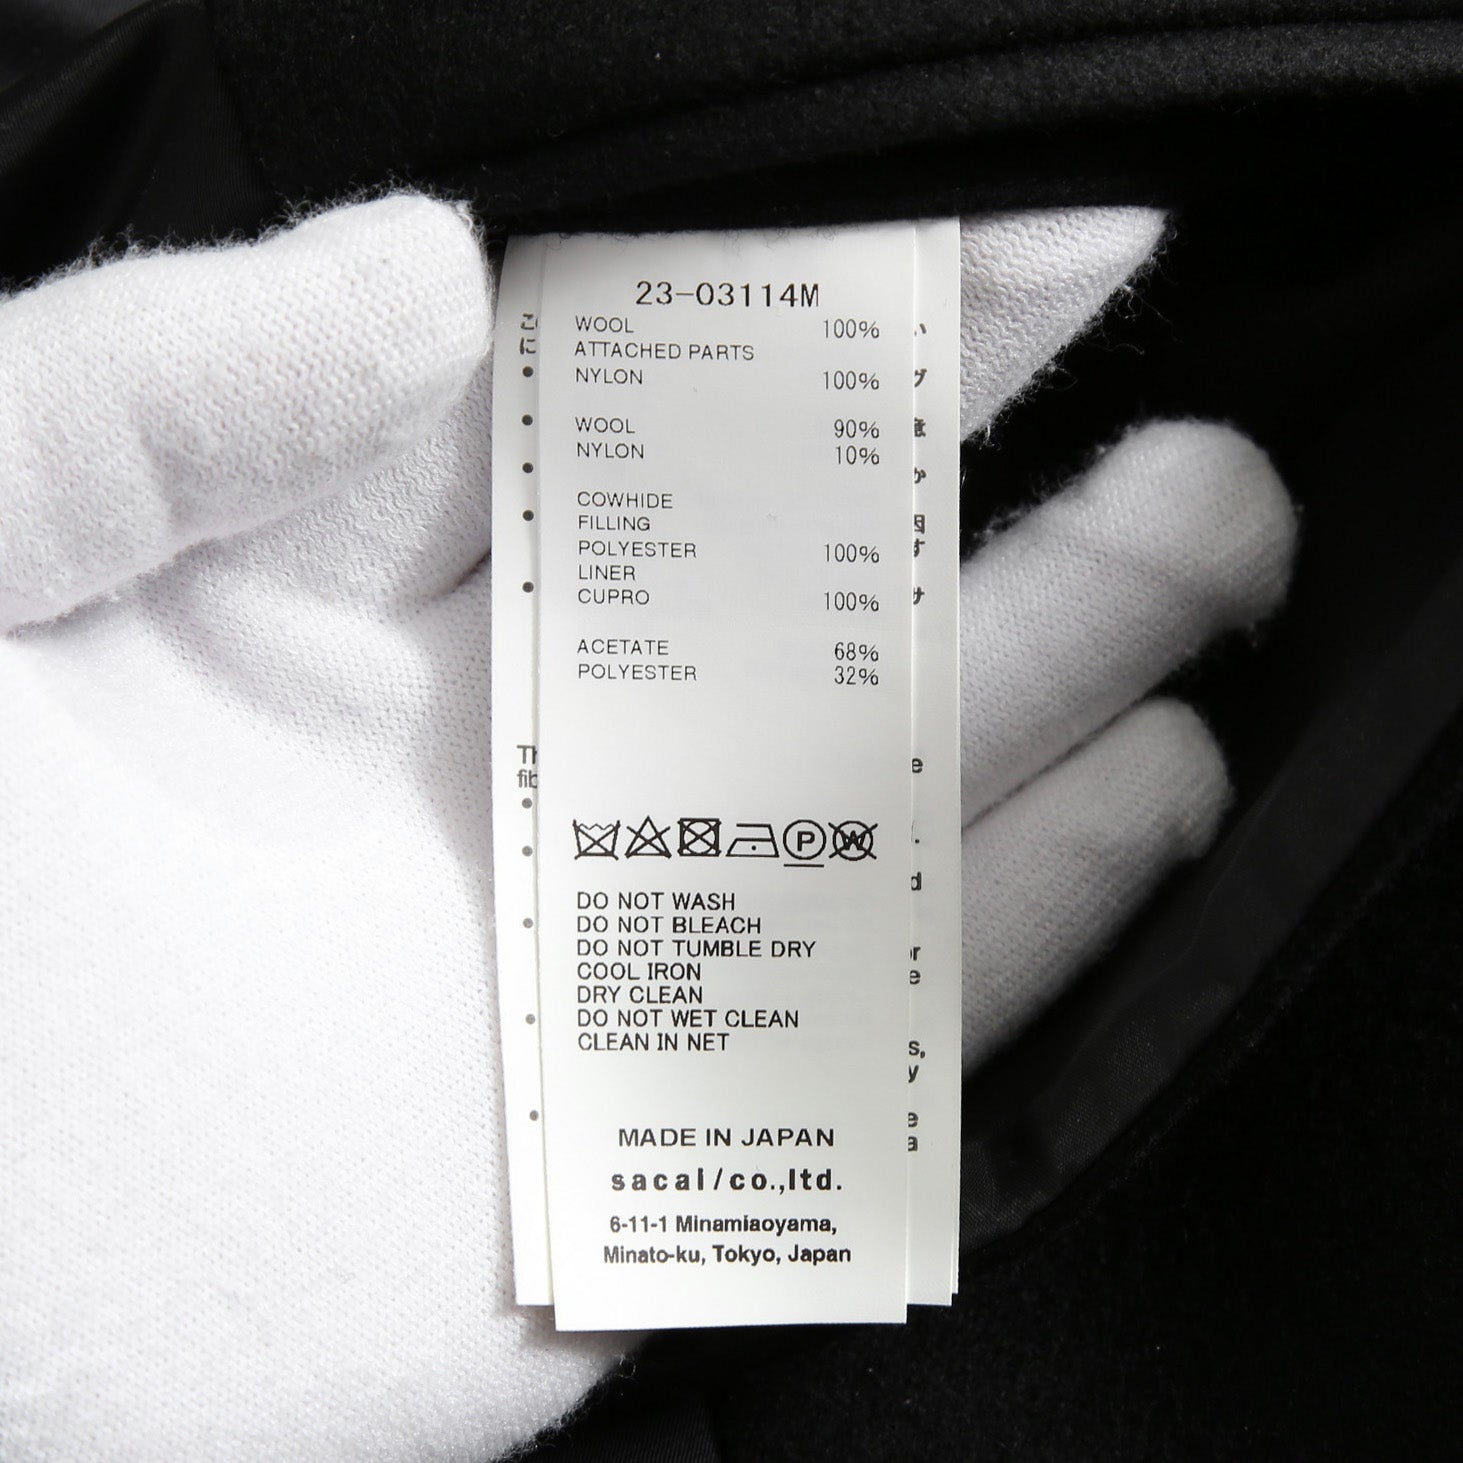 23-03114M
WOOL 100%
ATTACHED PARTS
NYLON 100%
WOOL 90%
NYLON 10%
COWHIDE
FILLING
POLYESTER 100%
LINER
CUPRO 100%
ACETATE 68%
POLYESTER 32%
P W
DO NOT WASH
DO NOT BLEACH
DO NOT TUMBLE DRY
COOL IRON
DRY CLEAN
DO NOT WET CLEAN
CLEAN IN NET
MADE IN JAPAN
sacai/co.,ltd.
6-11-1 Minamiaoyama,
Minato-ku, Tokyo, Japan